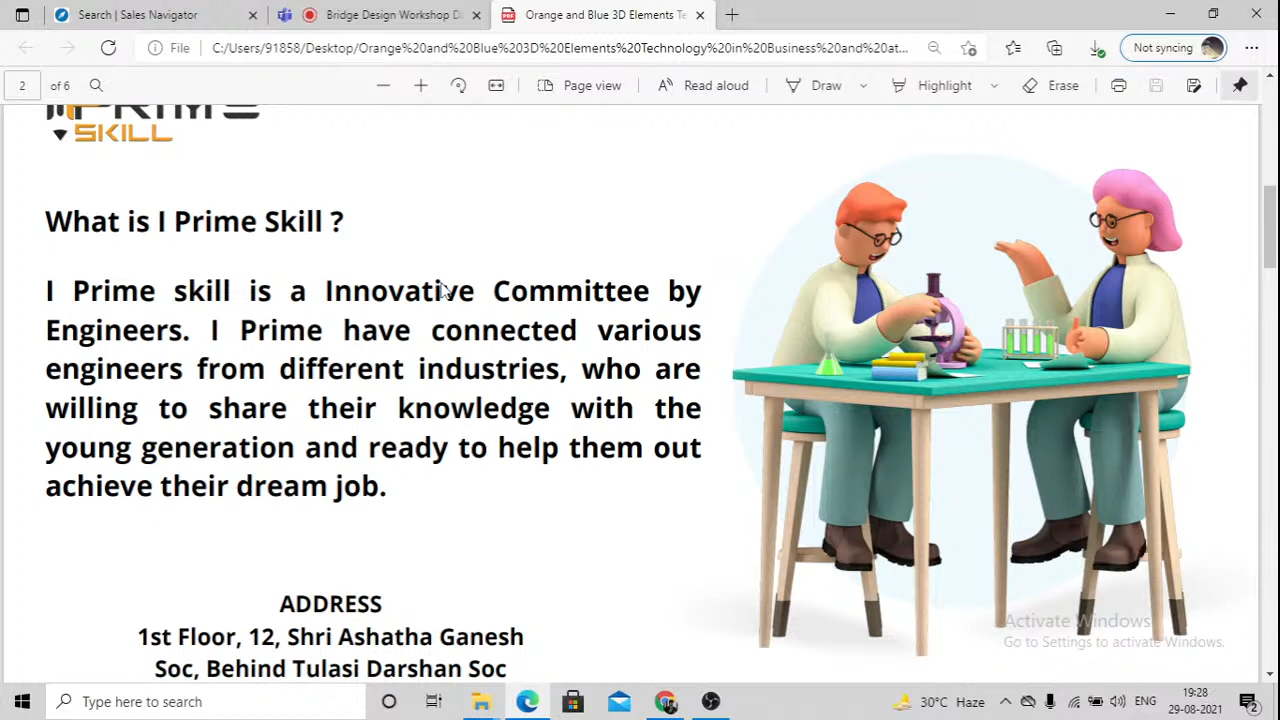 Search | Sales Navigator
Bridge Design Workshop D
Orange and Blue 3D Elements Te
File
C:/Users/91858/Desktop/Orange%20and%20Blue%203D%20Elements%20Technology%20in%20Business%20and%20at...
Not syncing
2 of 6
Page view
Read aloud
Draw
Highlight
Erase
PRIME
SKILL
What is I Prime Skill ?
I Prime skill is a Innovative Committee by
Engineers. I Prime have connected various
engineers from different industries, who are
willing to share their knowledge with the
young generation and ready to help them out
achieve their dream job.
ADDRESS
1st Floor, 12, Shri Ashatha Ganesh
Soc, Behind Tulasi Darshan Soc
Activate Windows
Go to Settings to activate Windows.
Type here to search
30°C Haze
ENG
19:28
29-08-2021
2